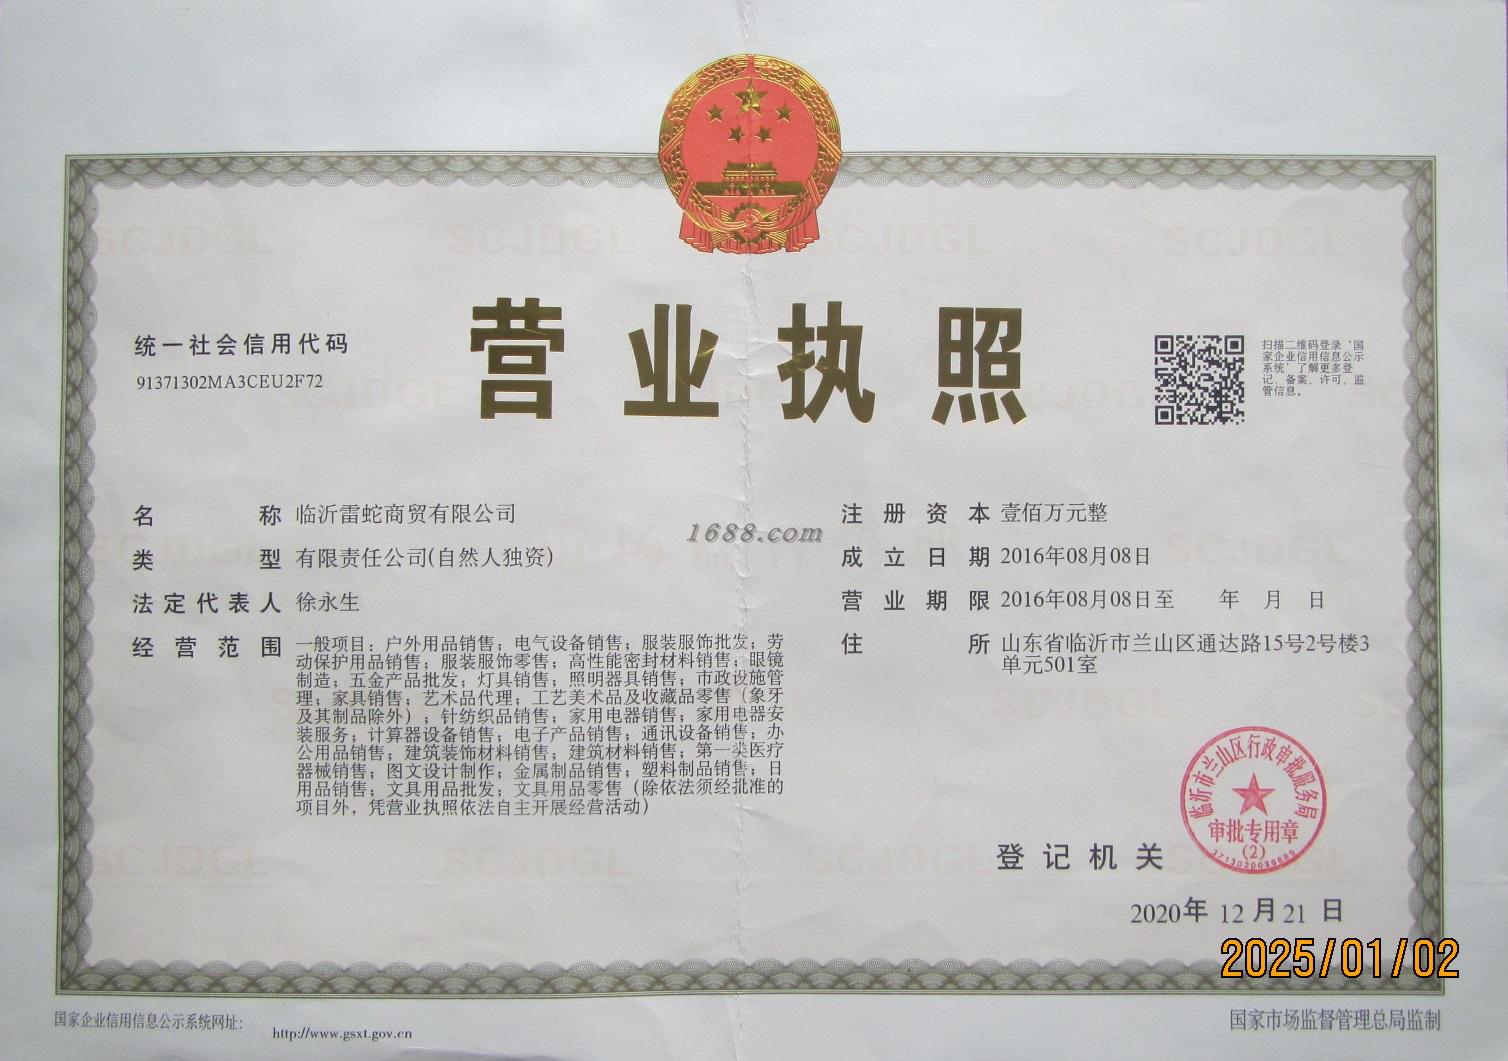 营业执照
统一社会信用代码
91371302MA3CEU2F72
扫描二维码登录‘国
家企业信用信息公示
系统’了解更多登
记、备案、许可、监
管信息。
名称 临沂雷蛇商贸有限公司
类型 有限责任公司(自然人独资)
法定代表人 徐永生
经营范围 一般项目：户外用品销售；电气设备销售；服装服饰批发；劳
动保护用品销售；服装服饰零售；高性能密封材料销售；眼镜
制造；五金产品批发；灯具销售；照明器具销售；市政设施管
理；家具销售；艺术品代理；工艺美术品及收藏品零售（象牙
及其制品除外）；针纺织品销售；家用电器销售；家用电器安
装服务；计算器设备销售；电子产品销售；通讯设备销售；办
公用品销售；建筑装饰材料销售；建筑材料销售；第一类医疗
器械销售；图文设计制作；金属制品销售；塑料制品销售；日
用品销售；文具用品批发；文具用品零售（除依法须经批准的
项目外，凭营业执照依法自主开展经营活动）
1688.com
注册资本 壹佰万元整
成立日期 2016年08月08日
营业期限 2016年08月08日至 年 月 日
住所 山东省临沂市兰山区通达路15号2号楼3
单元501室
登记机关
临沂市兰山区行政审批服务局
审批专用章
(2)
2020年 12 月 21 日
2025/01/02
国家企业信用信息公示系统网址：
http://www.gsxt.gov.cn
国家市场监督管理总局监制